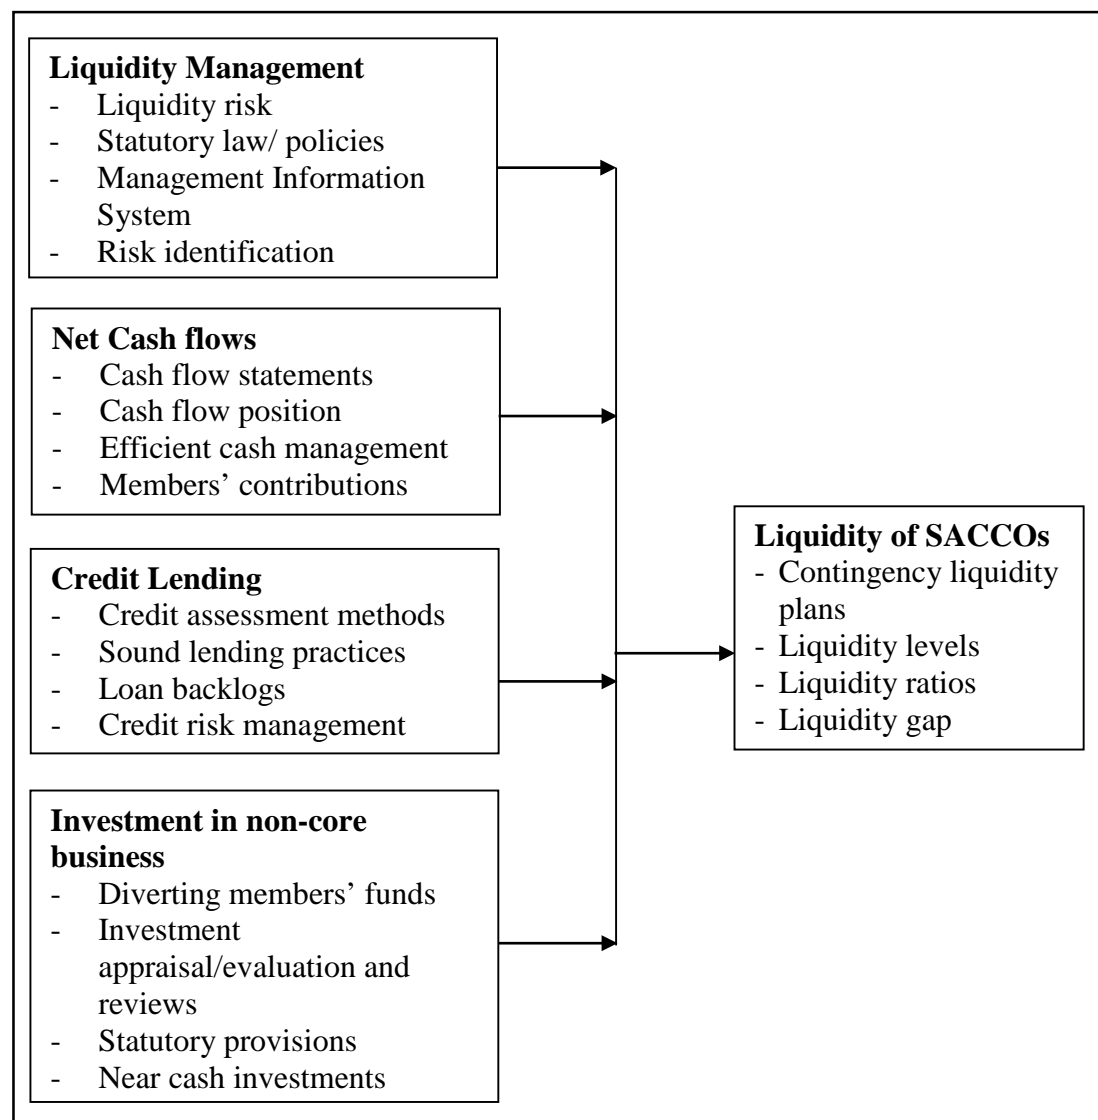 Liquidity Management
- Liquidity risk
- Statutory law/ policies
- Management Information
System
- Risk identification
Net Cash flows
- Cash flow statements
- Cash flow position
- Efficient cash management
- Members’ contributions
Credit Lending
- Credit assessment methods
- Sound lending practices
- Loan backlogs
- Credit risk management
Investment in non-core
business
- Diverting members’ funds
- Investment
appraisal/evaluation and
reviews
- Statutory provisions
- Near cash investments
Liquidity of SACCOs
- Contingency liquidity
plans
- Liquidity levels
- Liquidity ratios
- Liquidity gap